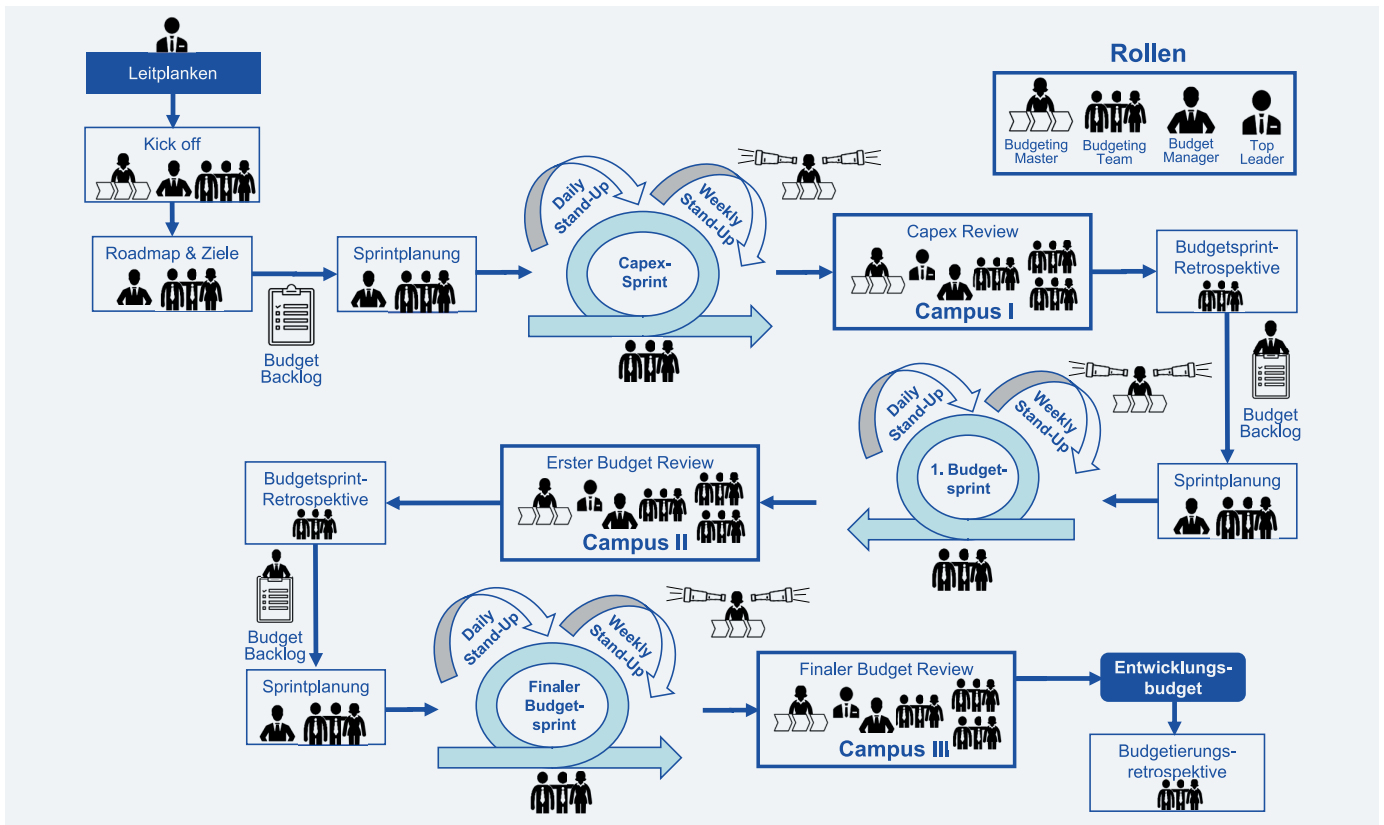 Leitplanken
Kick off
Roadmap & Ziele
Budget
Backlog
Sprintplanung
Daily
Stand-Up
Weekly
Stand-Up
Capex-
Sprint
Rollen
Budgeting
Master
Budgeting
Team
Budget
Manager
Top
Leader
Capex Review
Campus I
Budgetsprint-
Retrospektive
Budget
Backlog
Sprintplanung
Daily
Stand-Up
Weekly
Stand-Up
1. Budget-
sprint
Erster Budget Review
Campus II
Budgetsprint-
Retrospektive
Budget
Backlog
Sprintplanung
Daily
Stand-Up
Weekly
Stand-Up
Finaler
Budget-
sprint
Finaler Budget Review
Campus III
Entwicklungs-
budget
Budgetierungs-
retrospektive